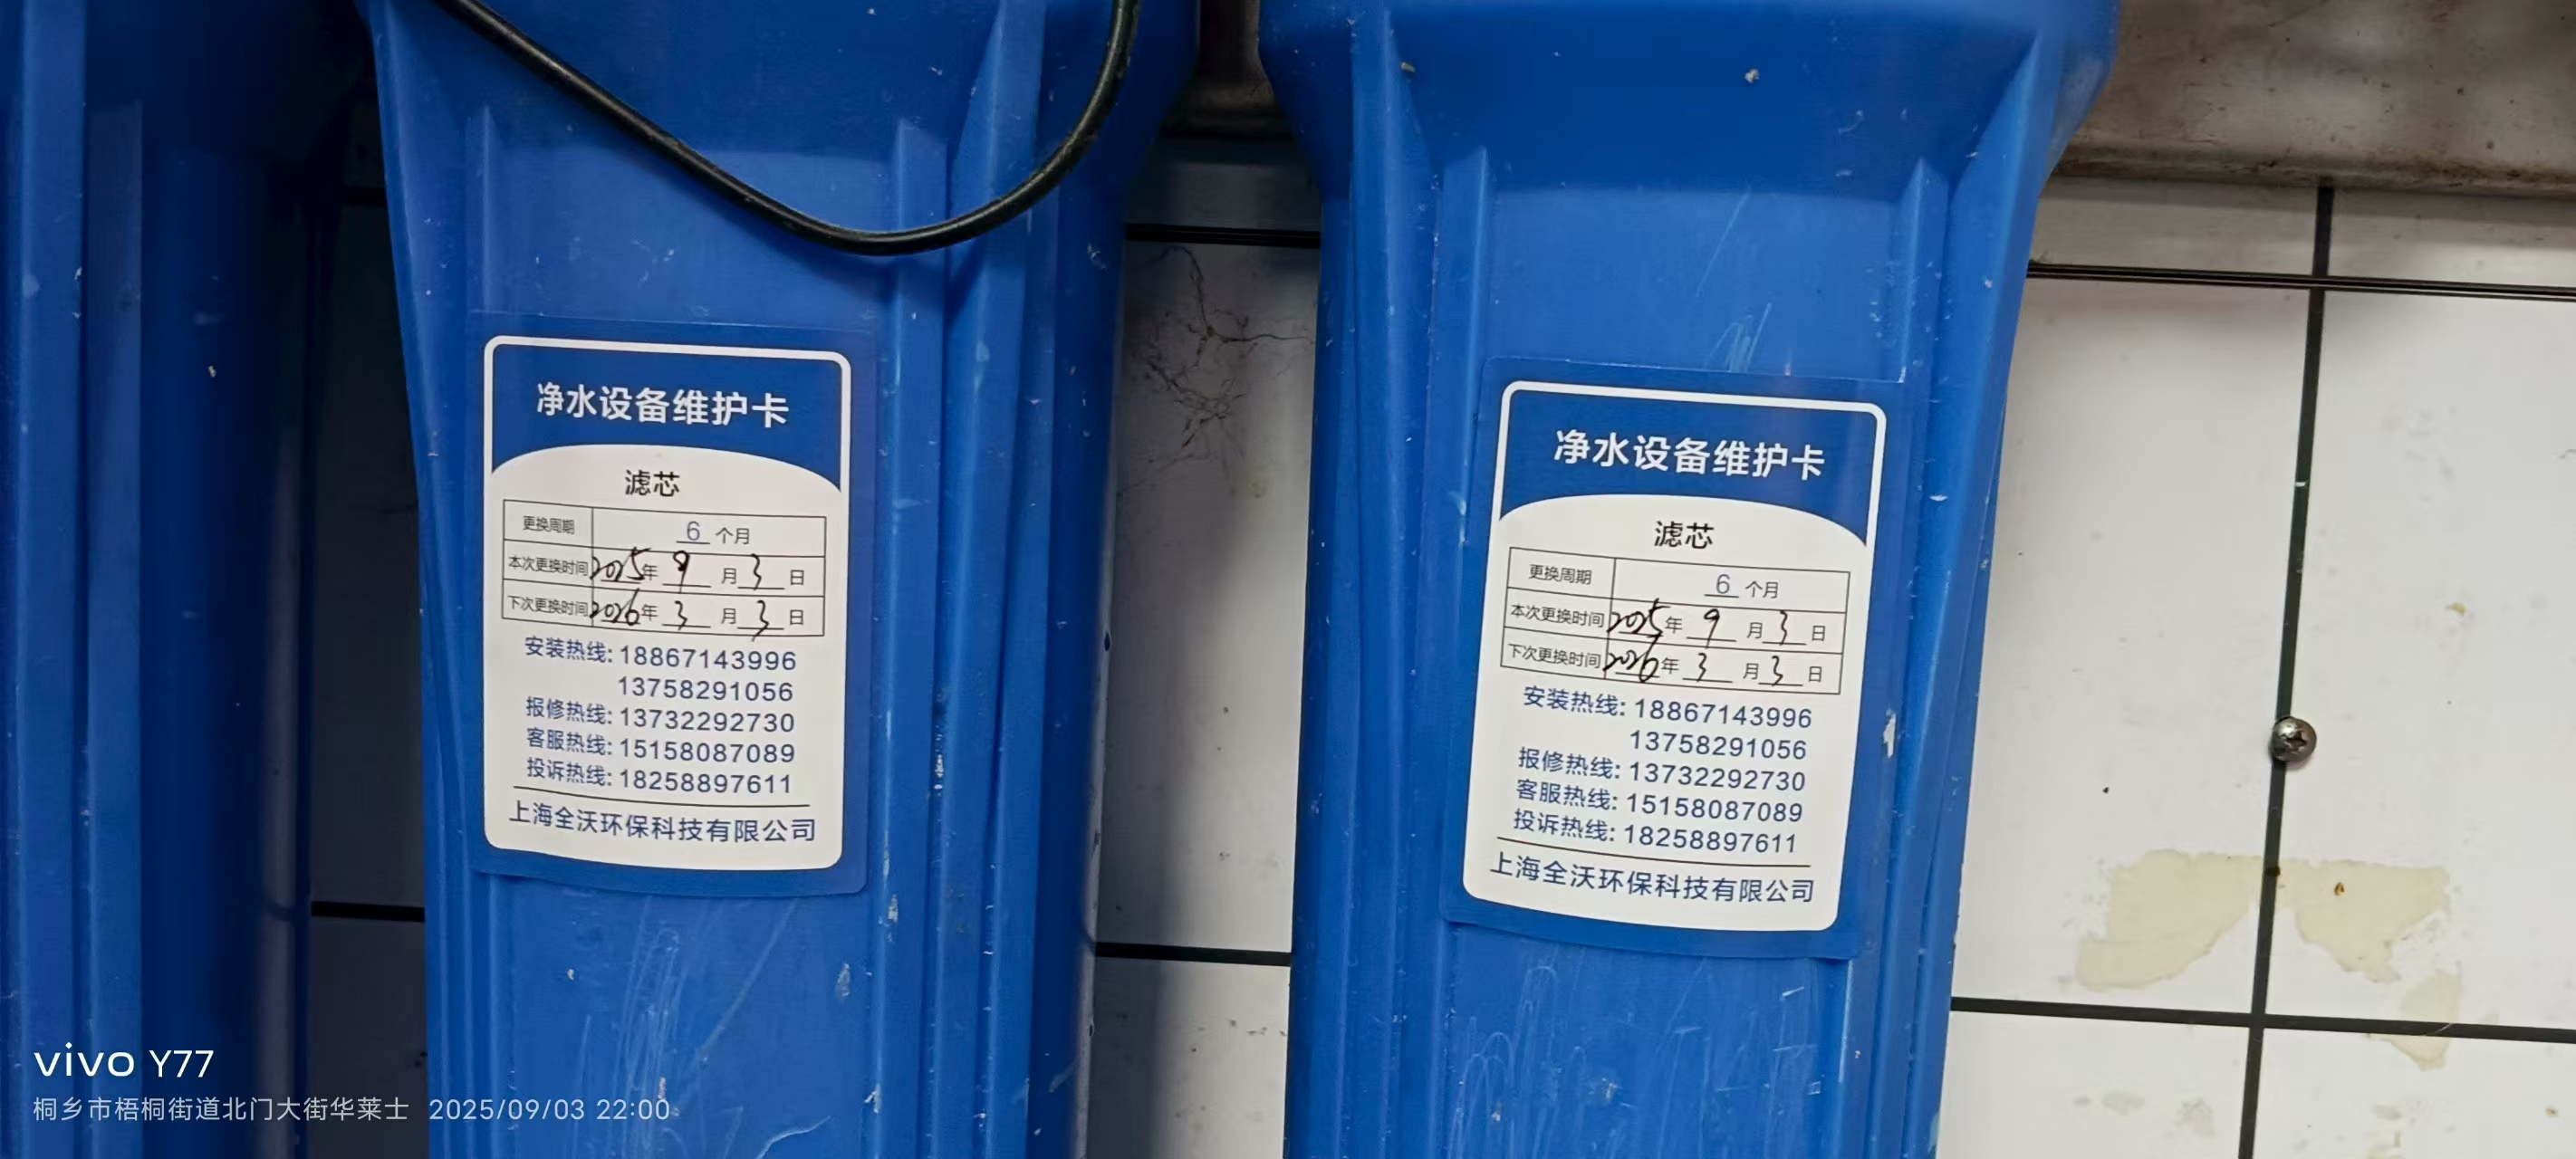 净水设备维护卡
滤芯
更换周期 6 个月
本次更换时间 2025年 9 月 3 日
下次更换时间 2026年 3 月 3 日
安装热线: 18867143996
13758291056
报修热线: 13732292730
客服热线: 15158087089
投诉热线: 18258897611
上海全沃环保科技有限公司
净水设备维护卡
滤芯
更换周期 6 个月
本次更换时间 2025年 9 月 3 日
下次更换时间 2026年 3 月 3 日
安装热线: 18867143996
13758291056
报修热线: 13732292730
客服热线: 15158087089
投诉热线: 18258897611
上海全沃环保科技有限公司
vivo Y77
桐乡市梧桐街道北门大街华莱士 2025/09/03 22:00